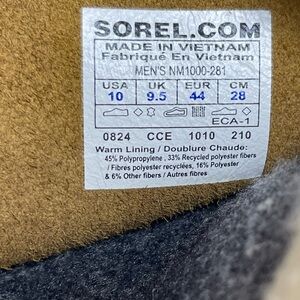 SOREL.COM
MADE IN VIETNAM
Fabriqué En Vietnam
MEN'S NM1000-281
USA UK EUR CM
10 9.5 44 28
ECA-1
0824 CCE 1010 210
Warm Lining / Doublure Chaude:
45% Polypropylene, 33% Recycled polyester fibers
/ Fibres polyester recyclées, 16% Polyester
& 6% Other fibers / Autres fibres